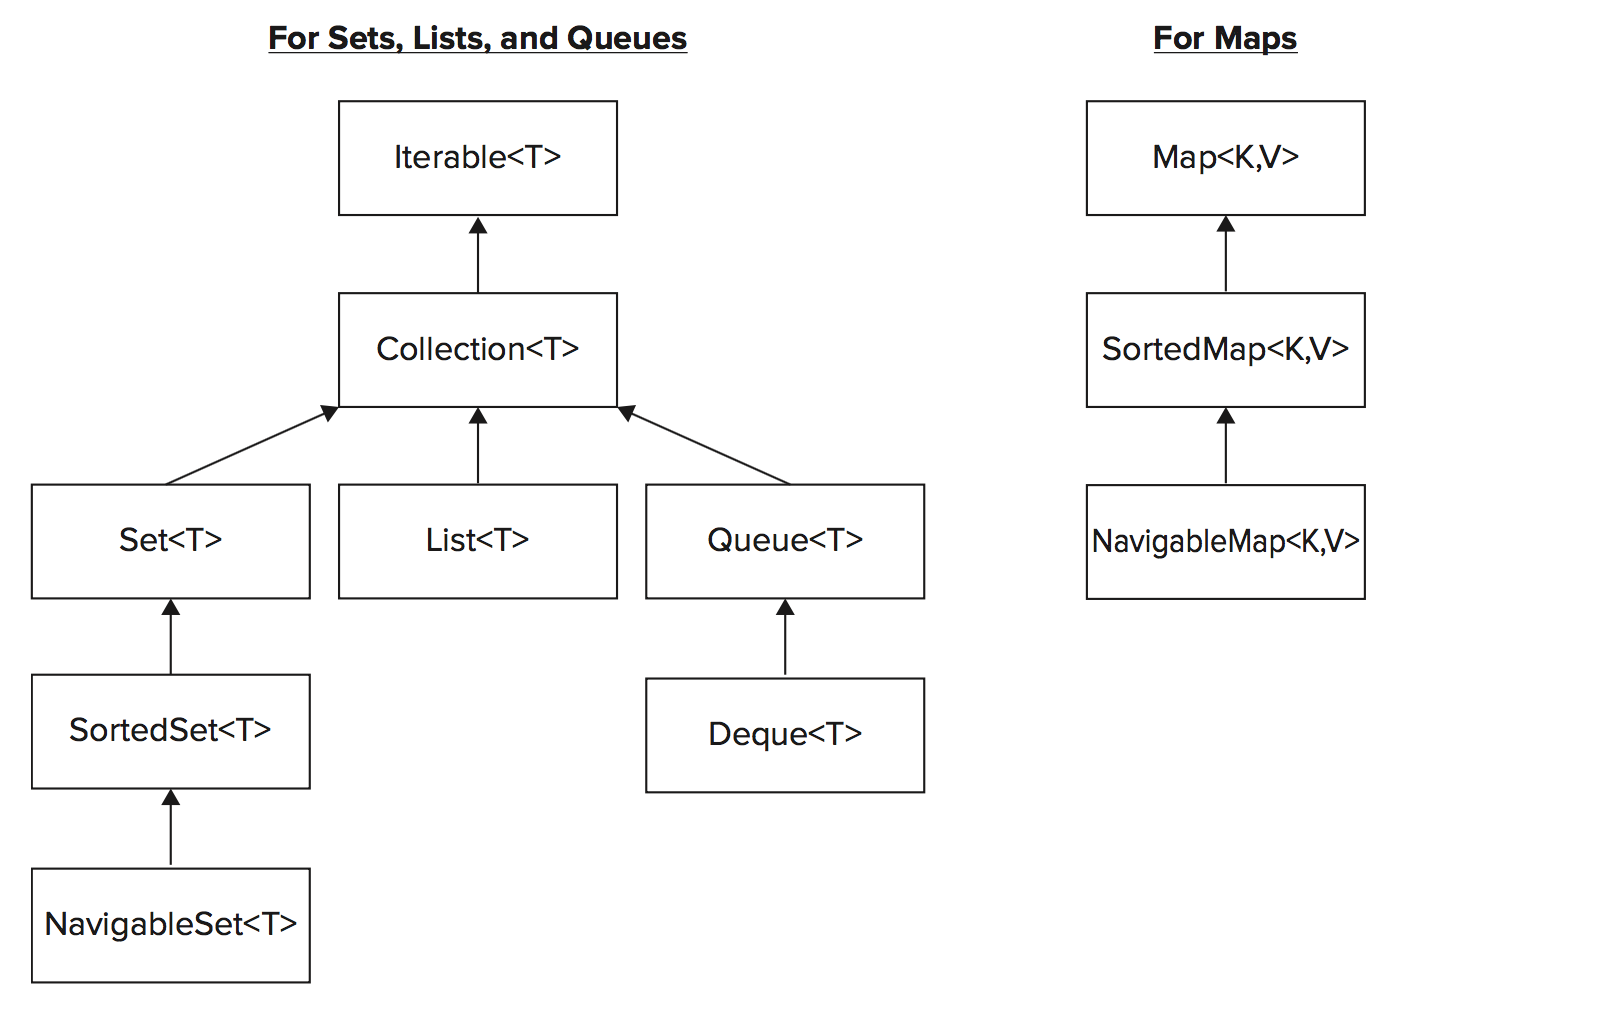 For Sets, Lists, and Queues
For Maps
Iterable<T>
Map<K,V>
Collection<T>
SortedMap<K,V>
Set<T>
List<T>
Queue<T>
NavigableMap<K,V>
SortedSet<T>
Deque<T>
NavigableSet<T>